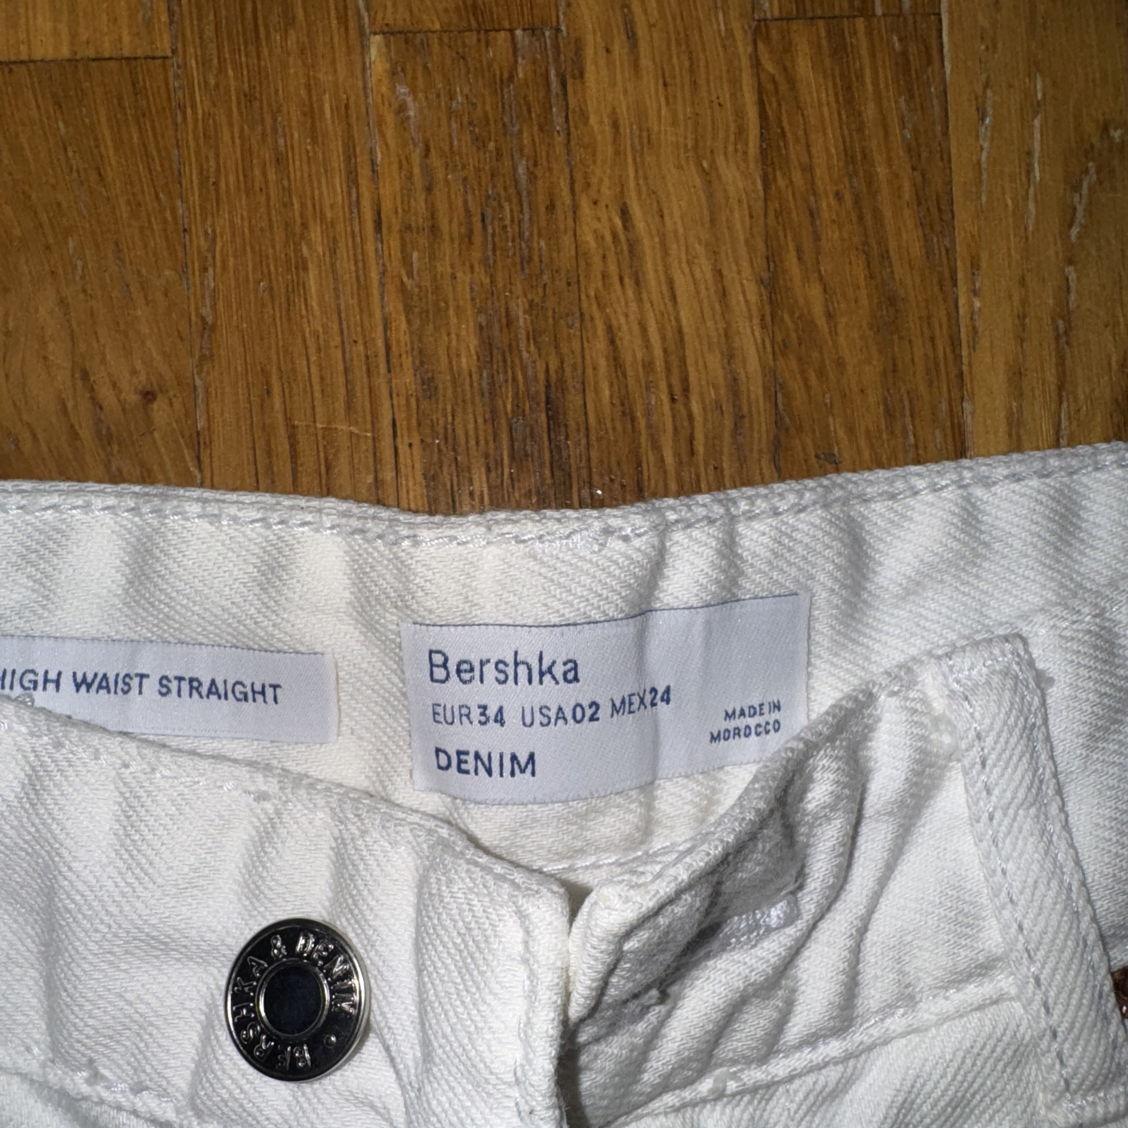 HIGH WAIST STRAIGHT
Bershka
EUR34 USA02 MEX24
MADE IN
MOROCCO
DENIM
BERSHKA & DENIM •